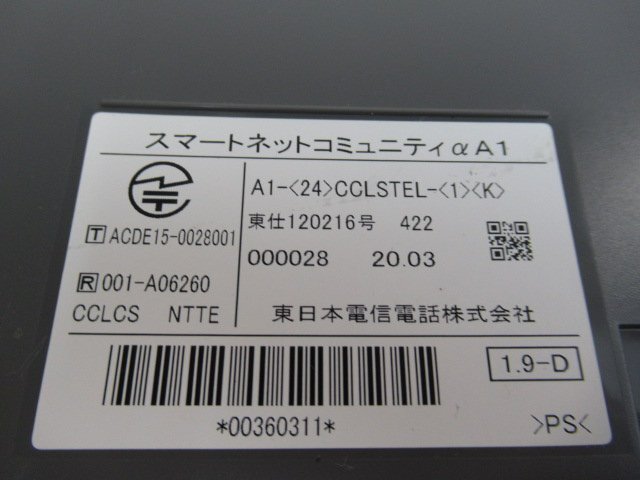 スマートネットコミュニティαA1
A1-<24>CCLSTEL-<1><K>
東仕120216号 422
000028 20.03
東日本電信電話株式会社
T ACDE15-0028001
R 001-A06260
CCLCS NTTE
1.9-D
*00360311*
>PS<